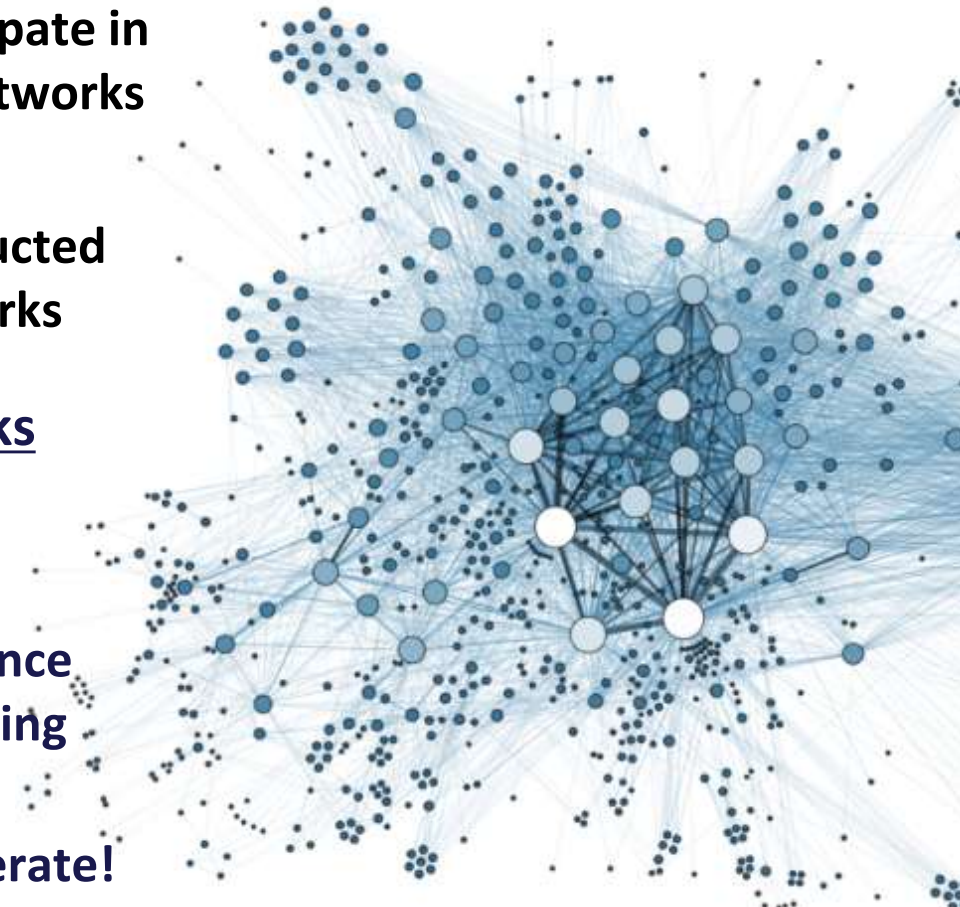 pate in
tworks
ucted
rks
ks
nce
ing
erate!